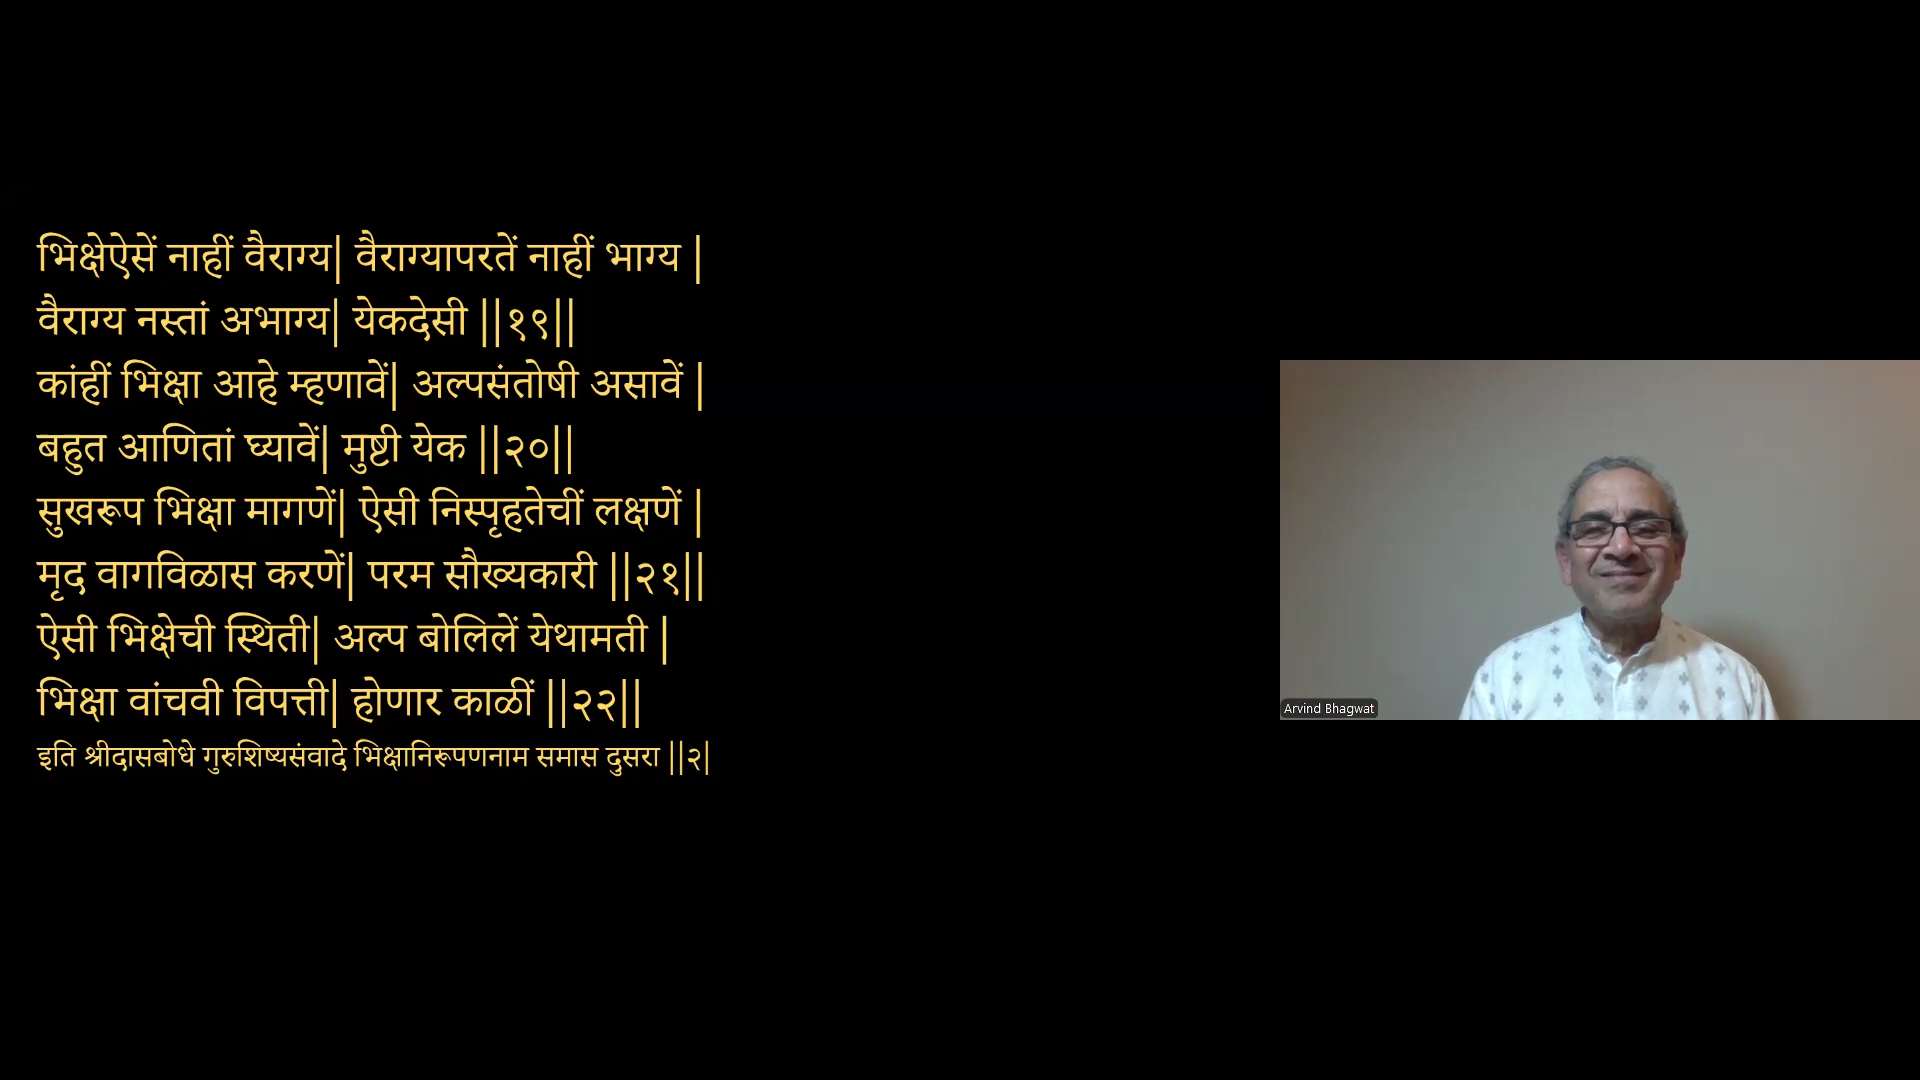 भिक्षेऐसें नाहीं वैराग्य| वैराग्यापरतें नाहीं भाग्य |
वैराग्य नस्तां अभाग्य| येकदेसी ||१९||
कांहीं भिक्षा आहे म्हणावें| अल्पसंतोषी असावें |
बहुत आणितां घ्यावें| मुष्टी येक ||२०||
सुखरूप भिक्षा मागणें| ऐसी निस्पृहतेचीं लक्षणें |
मृद वागविळास करणें| परम सौख्यकारी ||२१||
ऐसी भिक्षेची स्थिती| अल्प बोलिलें येथामती |
भिक्षा वांचवी विपत्ती| होणार काळीं ||२२||
इति श्रीदासबोधे गुरुशिष्यसंवादे भिक्षानिरूपणनाम समास दुसरा ||२|
Arvind Bhagwat